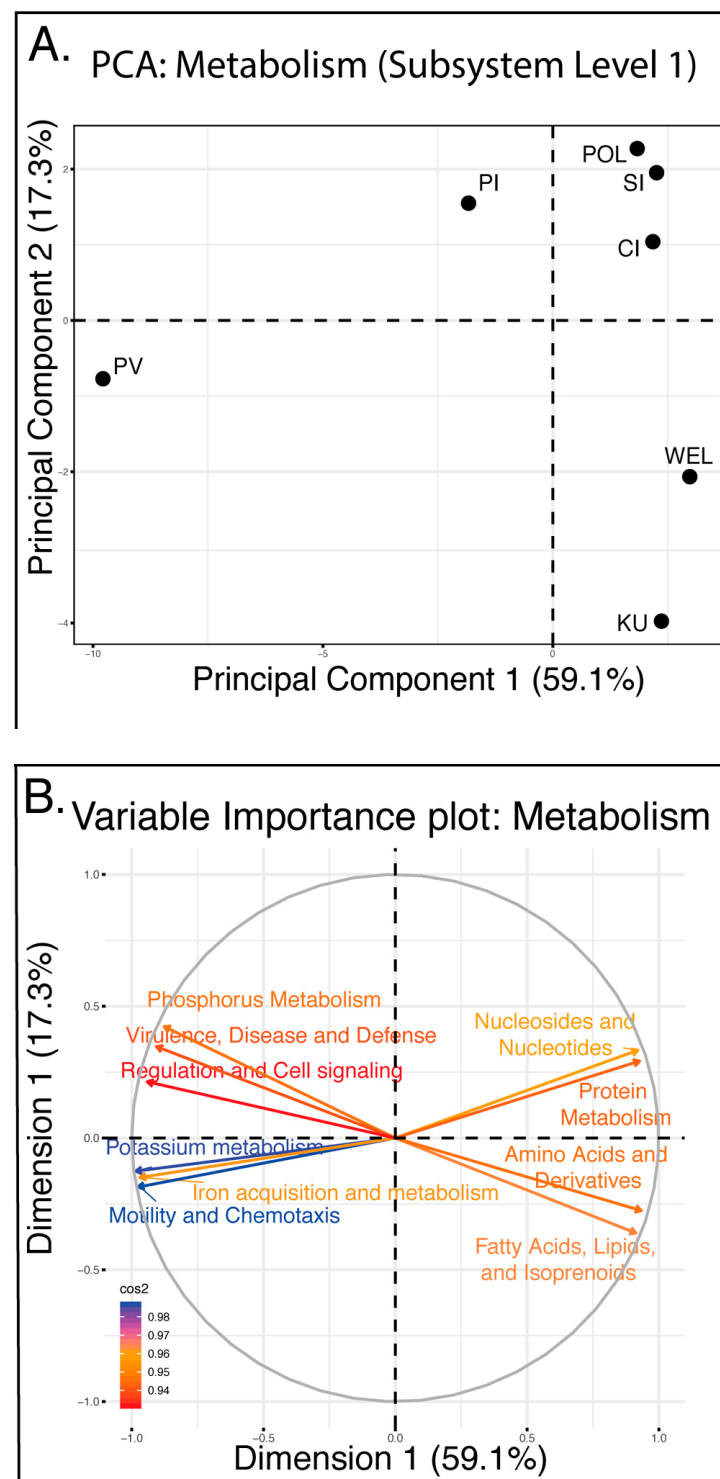 A.
PCA: Metabolism (Subsystem Level 1)
Principal Component 2 (17.3%)
2
0
−2
−4
POL
SI
PI
CI
PV
WEL
KU
−10
−5
0
Principal Component 1 (59.1%)
B.
Variable Importance plot: Metabolism
Dimension 1 (17.3%)
1.0
0.5
0.0
−0.5
−1.0
Phosphorus Metabolism
Virulence, Disease and Defense
Regulation and Cell signaling
Nucleosides and
Nucleotides
Protein
Metabolism
Potassium metabolism
Iron acquisition and metabolism
Motility and Chemotaxis
Amino Acids and
Derivatives
Fatty Acids, Lipids,
and Isoprenoids
cos2
0.98
0.97
0.96
0.95
0.94
−1.0
−0.5
0.0
0.5
1.0
Dimension 1 (59.1%)